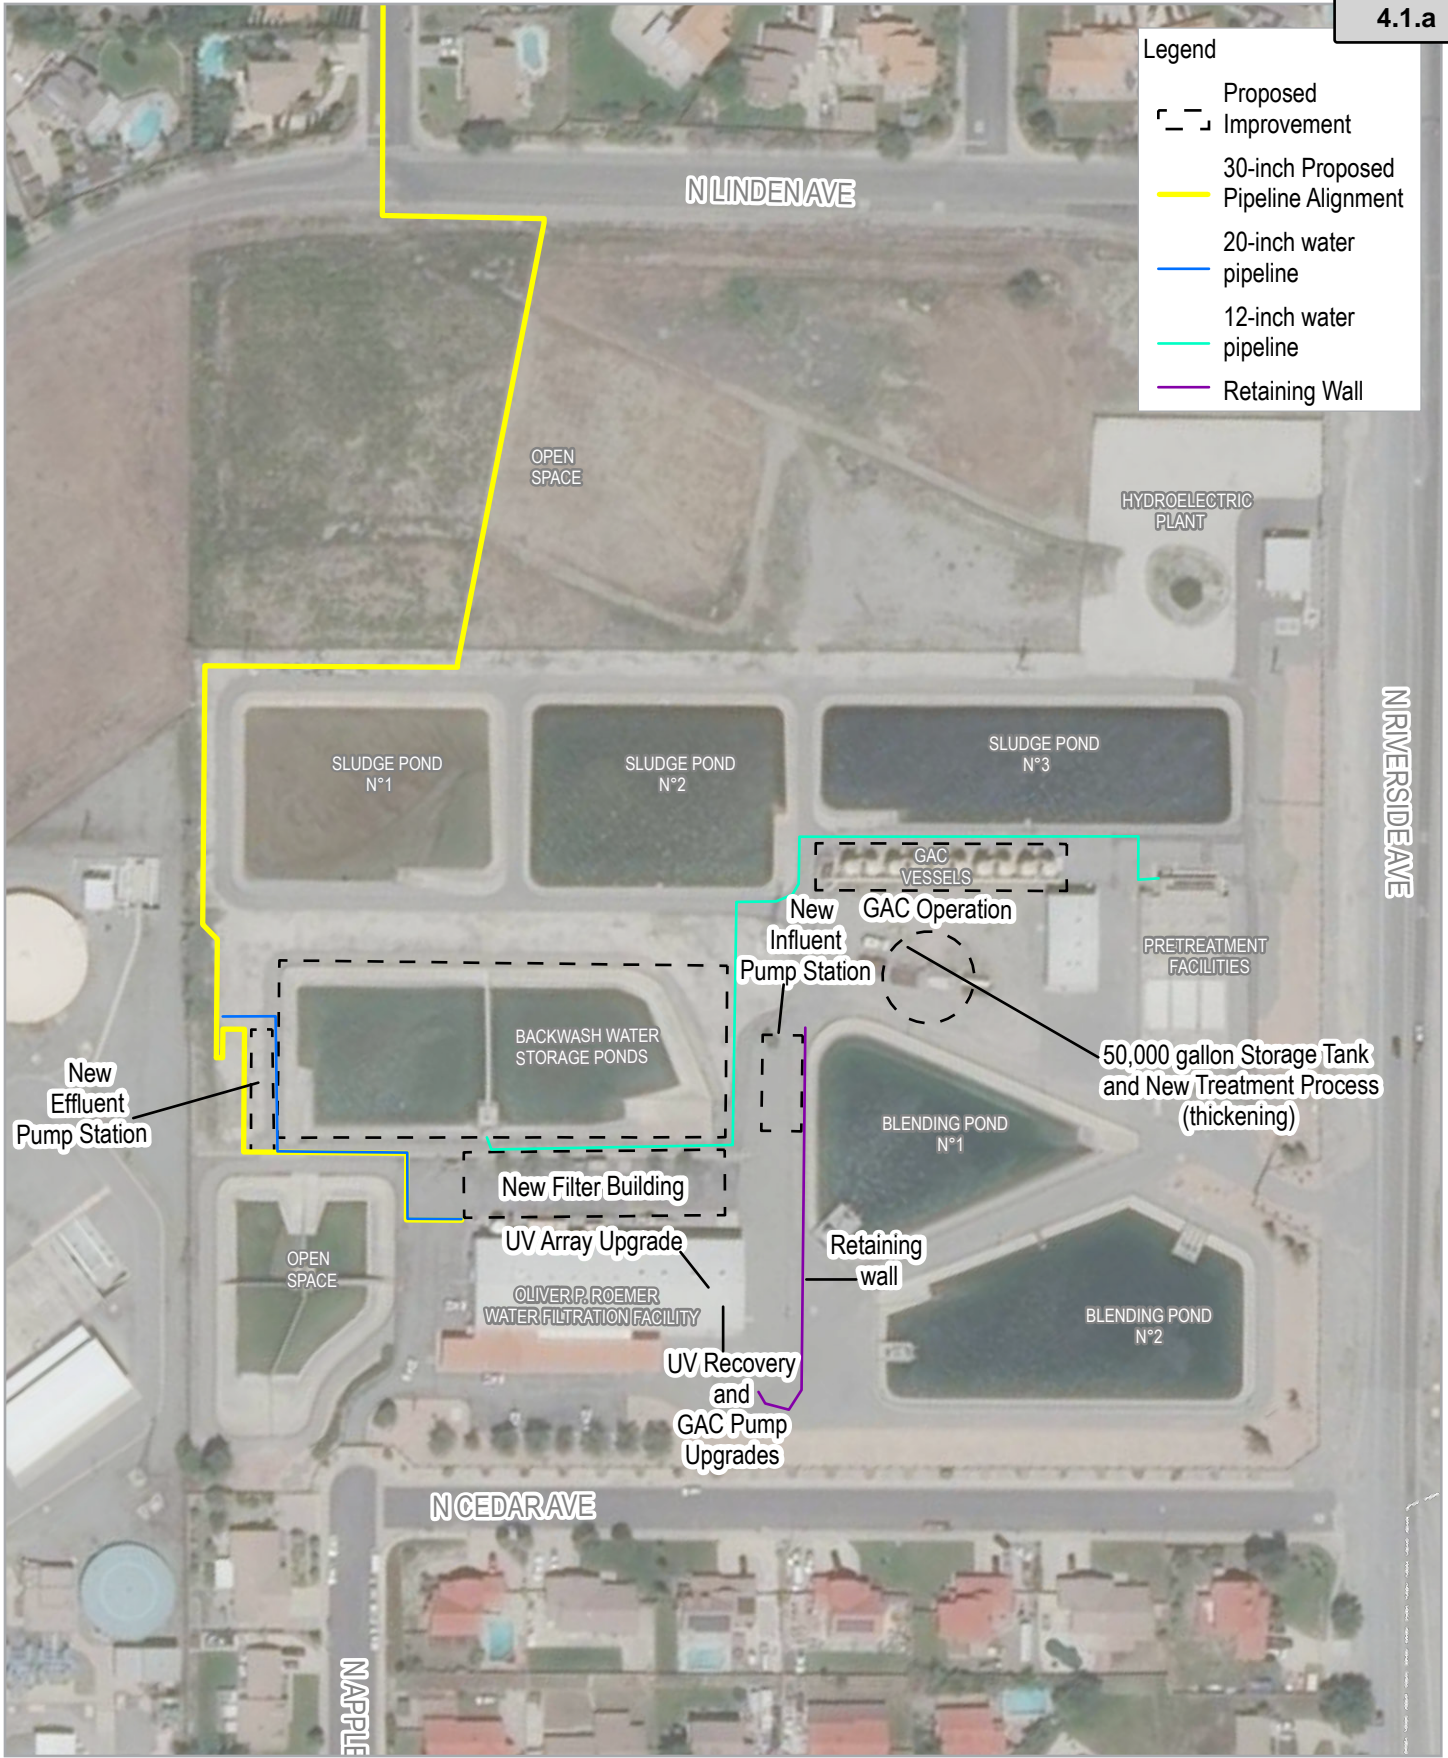 4.1.a
Legend
Proposed
Improvement
30-inch Proposed
Pipeline Alignment
20-inch water
pipeline
12-inch water
pipeline
Retaining Wall
N LINDEN AVE
OPEN
SPACE
HYDROELECTRIC
PLANT
N RIVERSIDE AVE
SLUDGE POND
N°1
SLUDGE POND
N°2
SLUDGE POND
N°3
GAC
VESSELS
GAC Operation
New
Influent
Pump Station
PRETREATMENT
FACILITIES
BACKWASH WATER
STORAGE PONDS
50,000 gallon Storage Tank
and New Treatment Process
(thickening)
New
Effluent
Pump Station
BLENDING POND
N°1
New Filter Building
UV Array Upgrade
Retaining
wall
OPEN
SPACE
OLIVER P. ROEMER
WATER FILTRATION FACILITY
BLENDING POND
N°2
UV Recovery
and
GAC Pump
Upgrades
N CEDAR AVE
N APPLE